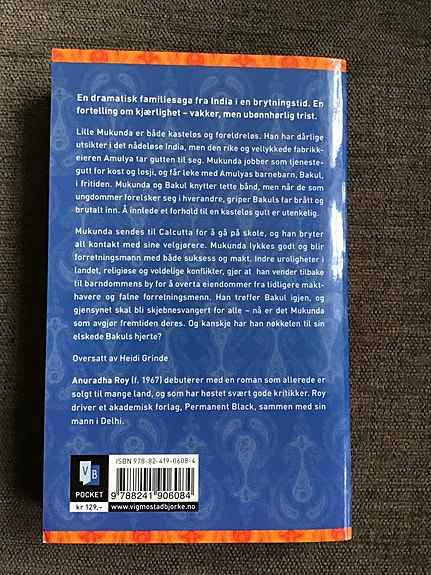 En dramatisk familiesaga fra India i en brytningstid. En
fortelling om kjærlighet – vakker, men ubønnhørlig trist.
Lille Mukunda er både kasteløs og foreldreløs. Han har dårlige
utsikter i det nådeløse India, men den rike og vellykkede fabrikk-
eieren Amulya tar gutten til seg. Mukunda jobber som tjeneste-
gutt for kost og losji, og får leke med Amulyas barnebarn, Bakul,
i fritiden. Mukunda og Bakul knytter tette bånd, men når de som
ungdommer forelsker seg i hverandre, griper Bakuls far brått og
brutalt inn. Å innlede et forhold til en kasteløs gutt er utenkelig.
Mukunda sendes til Calcutta for å gå på skole, og han bryter
all kontakt med sine velgjørere. Mukunda lykkes godt og blir
forretningsmann med både suksess og makt. Indre uroligheter i
landet, religiøse og voldelige konflikter, gjør at han vender tilbake
til barndommens by for å overta eiendommer fra tidligere makt-
havere og falne forretningsmenn. Han treffer Bakul igjen, og
gjensynet skal bli skjebnesvangert for alle – nå er det Mukunda
som avgjør fremtiden deres. Og kanskje har han nøkkelen til sin
elskede Bakuls hjerte?
Oversatt av Heidi Grinde
Anuradha Roy (f. 1967) debuterer med en roman som allerede er
solgt til mange land, og som har høstet svært gode kritikker. Roy
driver et akademisk forlag, Permanent Black, sammen med sin
mann i Delhi.
V B
POCKET
kr 129,–
ISBN 978-82-419-0608-4
9 788241 906084
www.vigmostadbjorke.no